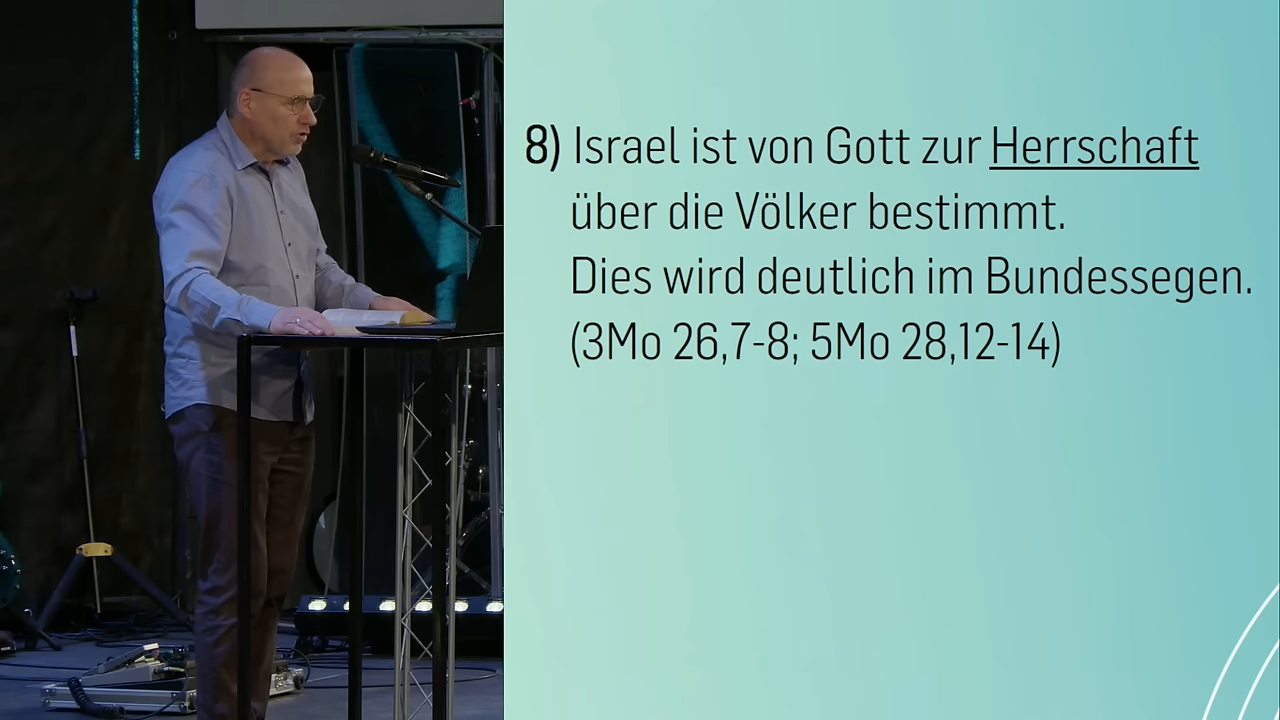 8) Israel ist von Gott zur Herrschaft
über die Völker bestimmt.
Dies wird deutlich im Bundessegen.
(3Mo 26,7-8; 5Mo 28,12-14)